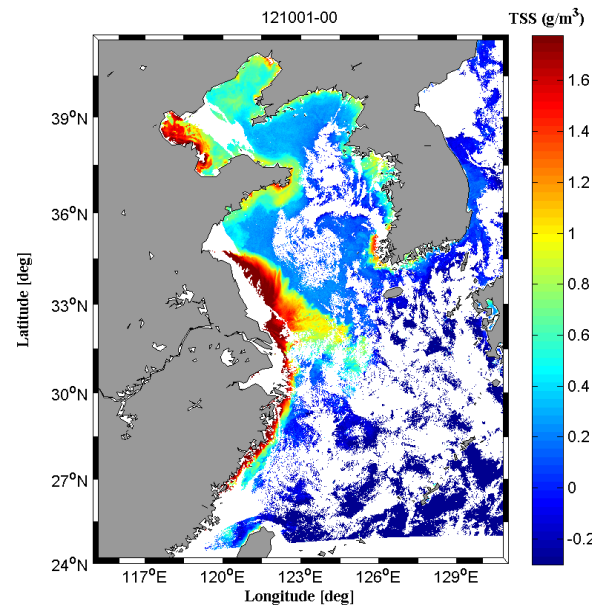 121001-00
TSS (g/m³)
1.6
1.4
1.2
1
0.8
0.6
0.4
0.2
0
-0.2
Latitude [deg]
39°N
36°N
33°N
30°N
27°N
24°N
117°E 120°E 123°E 126°E 129°E
Longitude [deg]